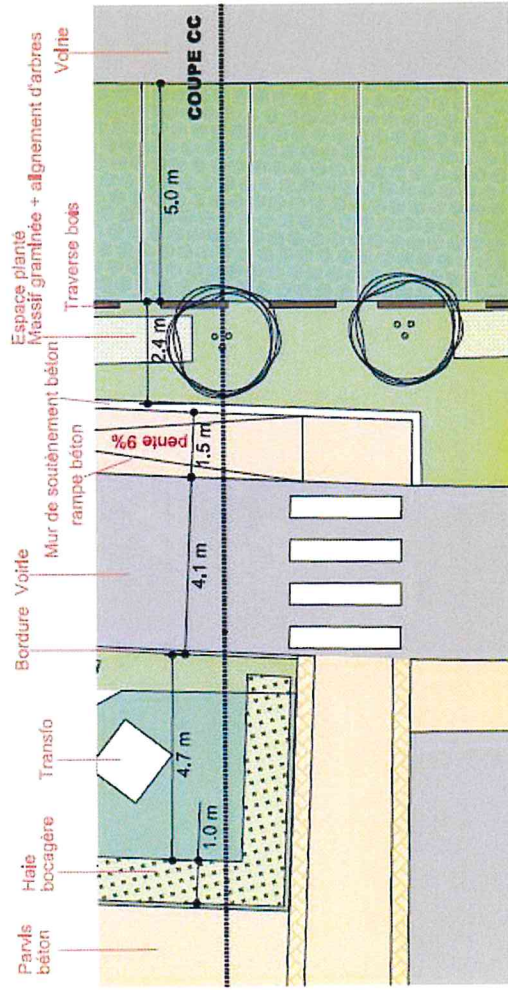 Parvis
béton
Haie
bocagère
Transfo
Bordure
Voirie
Mur de soutènement béton
rampe béton
Espace planté
Massif graminée + alignement d'arbres
Traverse bois
Voirie
COUPE CC
1.0 m
4.7 m
4.1 m
1.5 m
pente 9%
2.4 m
5.0 m